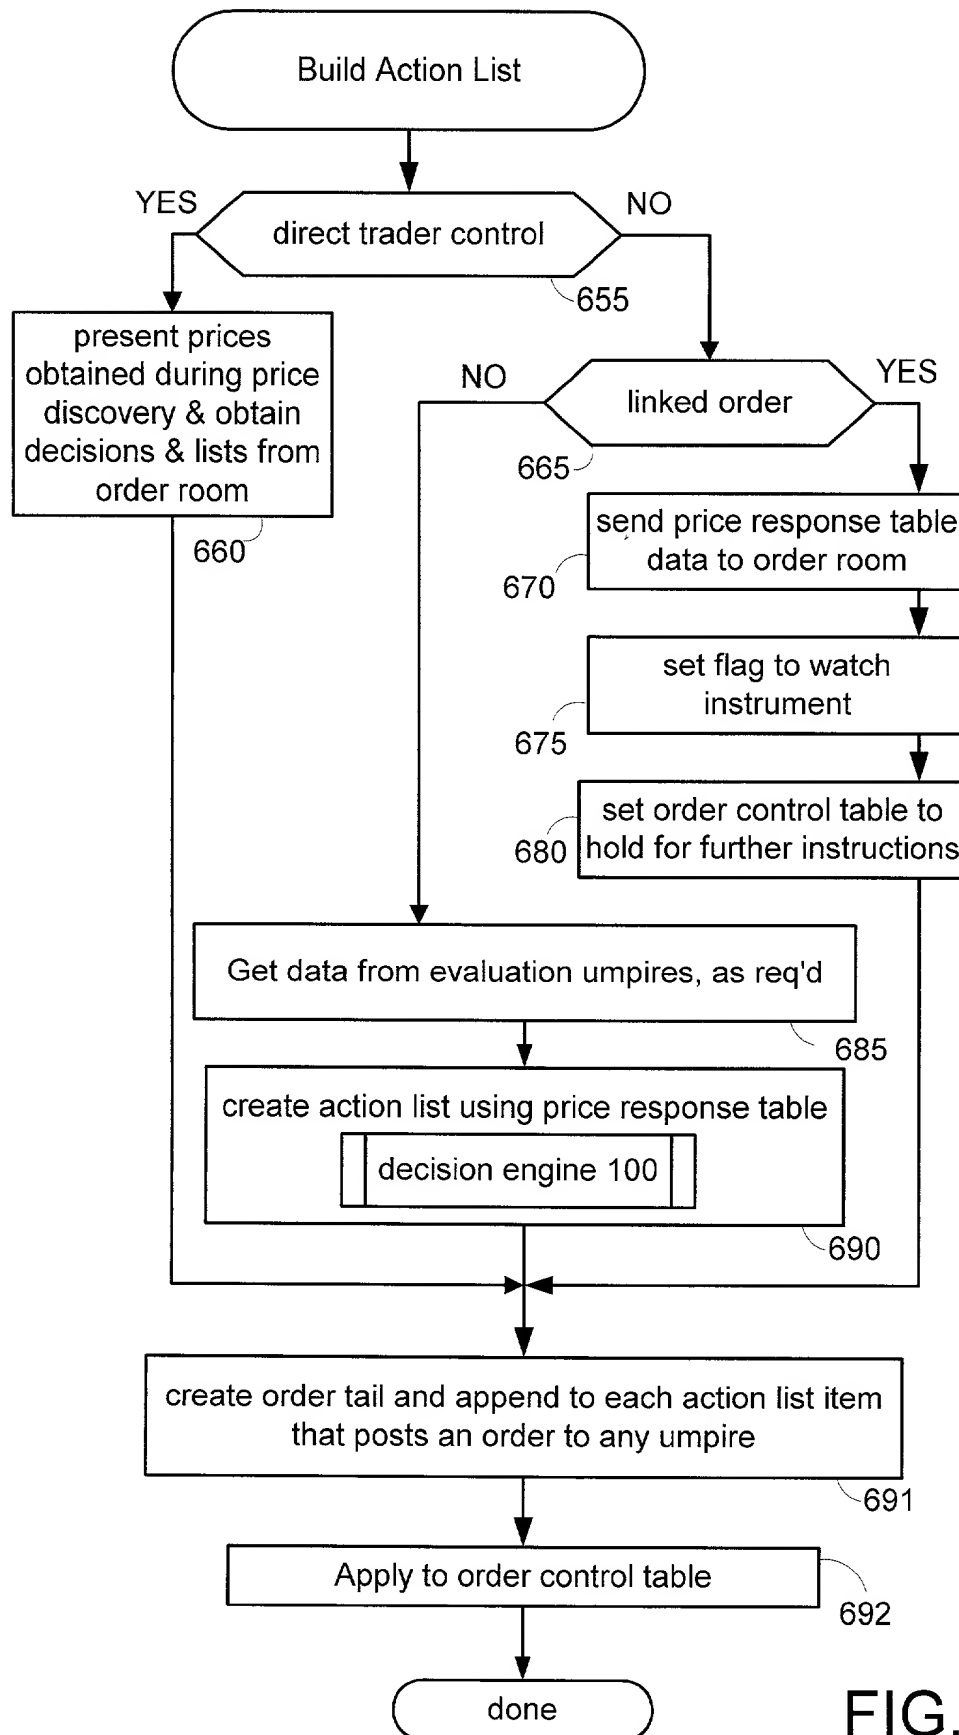 Build Action List
YES
NO
direct trader control
655
present prices
obtained during price
discovery & obtain
decisions & lists from
order room
660
NO
YES
linked order
665
send price response table
data to order room
670
set flag to watch
instrument
675
set order control table to
hold for further instructions
680
Get data from evaluation umpires, as req'd
685
create action list using price response table
decision engine 100
690
create order tail and append to each action list item
that posts an order to any umpire
691
Apply to order control table
692
done
FIG.